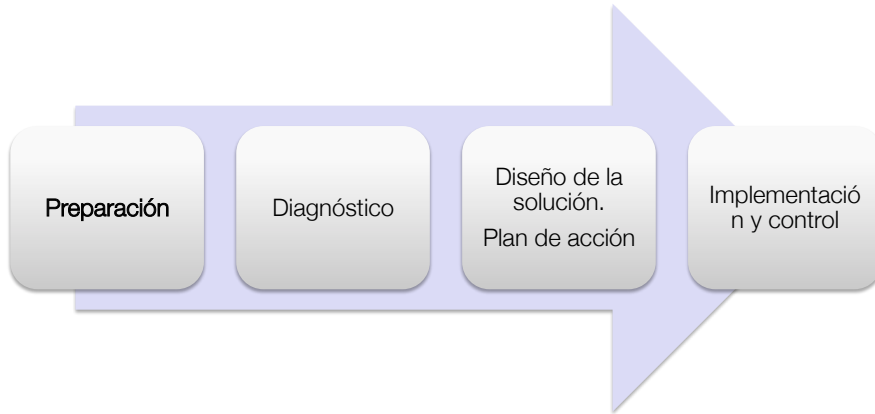 Preparación
Diagnóstico
Diseño de la
solución.
Plan de acción
Implementació
n y control